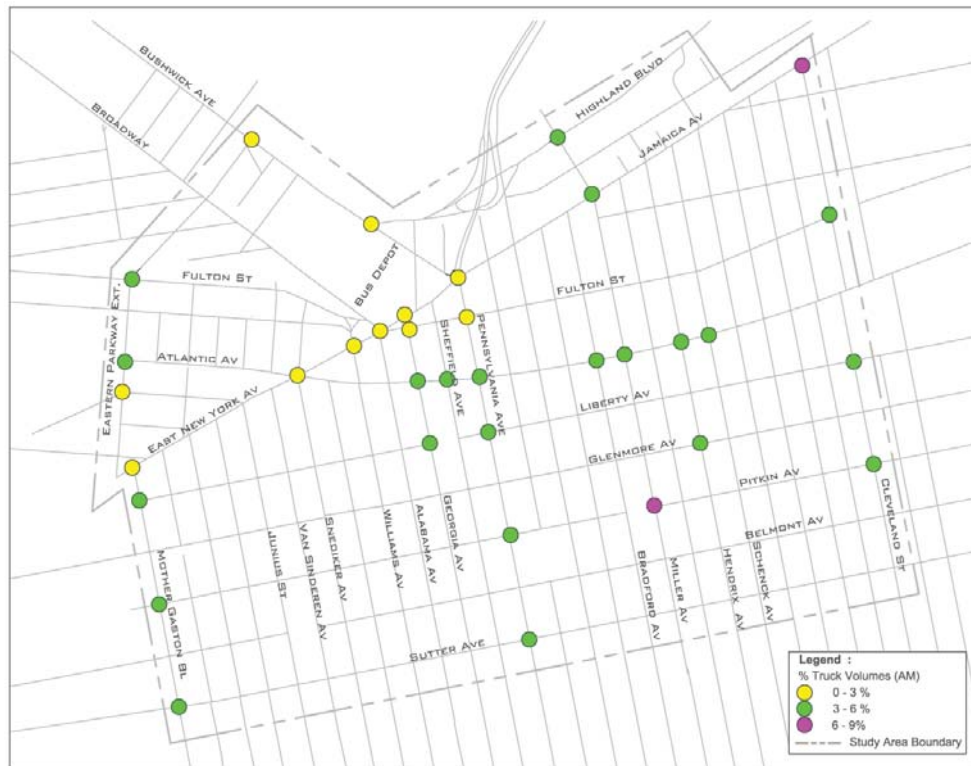 BUSHWICK AVE
BROADWAY
HIGHLAND BLVD
JAMAICA AV
BUS DEPOT
FULTON ST
FULTON ST
EASTERN PARKWAY EXT.
ATLANTIC AV
SHEFFIELD AVE
PENNSYLVANIA AVE
EAST NEW YORK AV
LIBERTY AV
GLENMORE AV
PITKIN AV
BELMONT AV
CLEVELAND ST
MOTHER GASTON BL
JUNIUS ST
VAN SINDEREN AV
SNEDIKER AV
WILLIAMS AV
ALABAMA AV
GEORGIA AV
BRADFORD AV
MILLER AV
HENDRIX AV
SCHENCK AV
SUTTER AVE
Legend :
% Truck Volumes (AM)
0 - 3 %
3 - 6 %
6 - 9%
Study Area Boundary